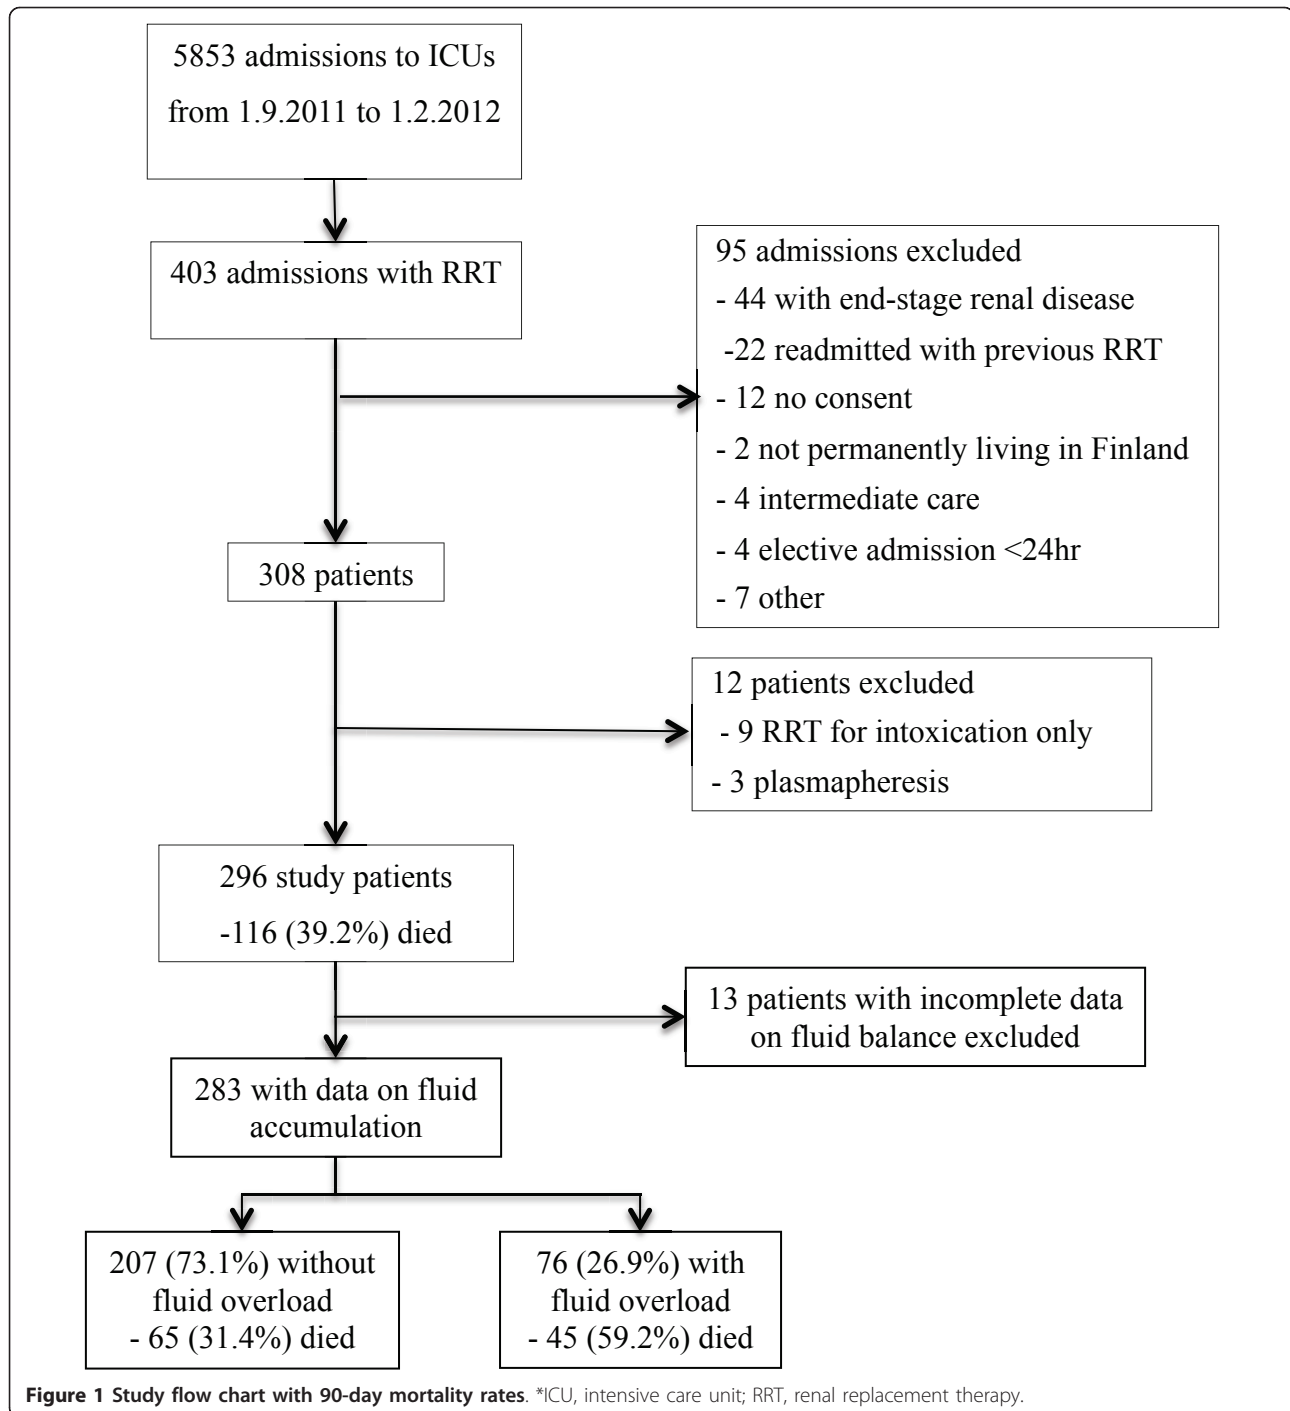 5853 admissions to ICUs
from 1.9.2011 to 1.2.2012
403 admissions with RRT
95 admissions excluded
- 44 with end-stage renal disease
-22 readmitted with previous RRT
- 12 no consent
- 2 not permanently living in Finland
- 4 intermediate care
- 4 elective admission <24hr
- 7 other
308 patients
12 patients excluded
- 9 RRT for intoxication only
- 3 plasmapheresis
296 study patients
-116 (39.2%) died
13 patients with incomplete data
on fluid balance excluded
283 with data on fluid
accumulation
207 (73.1%) without
fluid overload
- 65 (31.4%) died
76 (26.9%) with
fluid overload
- 45 (59.2%) died
Figure 1 Study flow chart with 90-day mortality rates. *ICU, intensive care unit; RRT, renal replacement therapy.